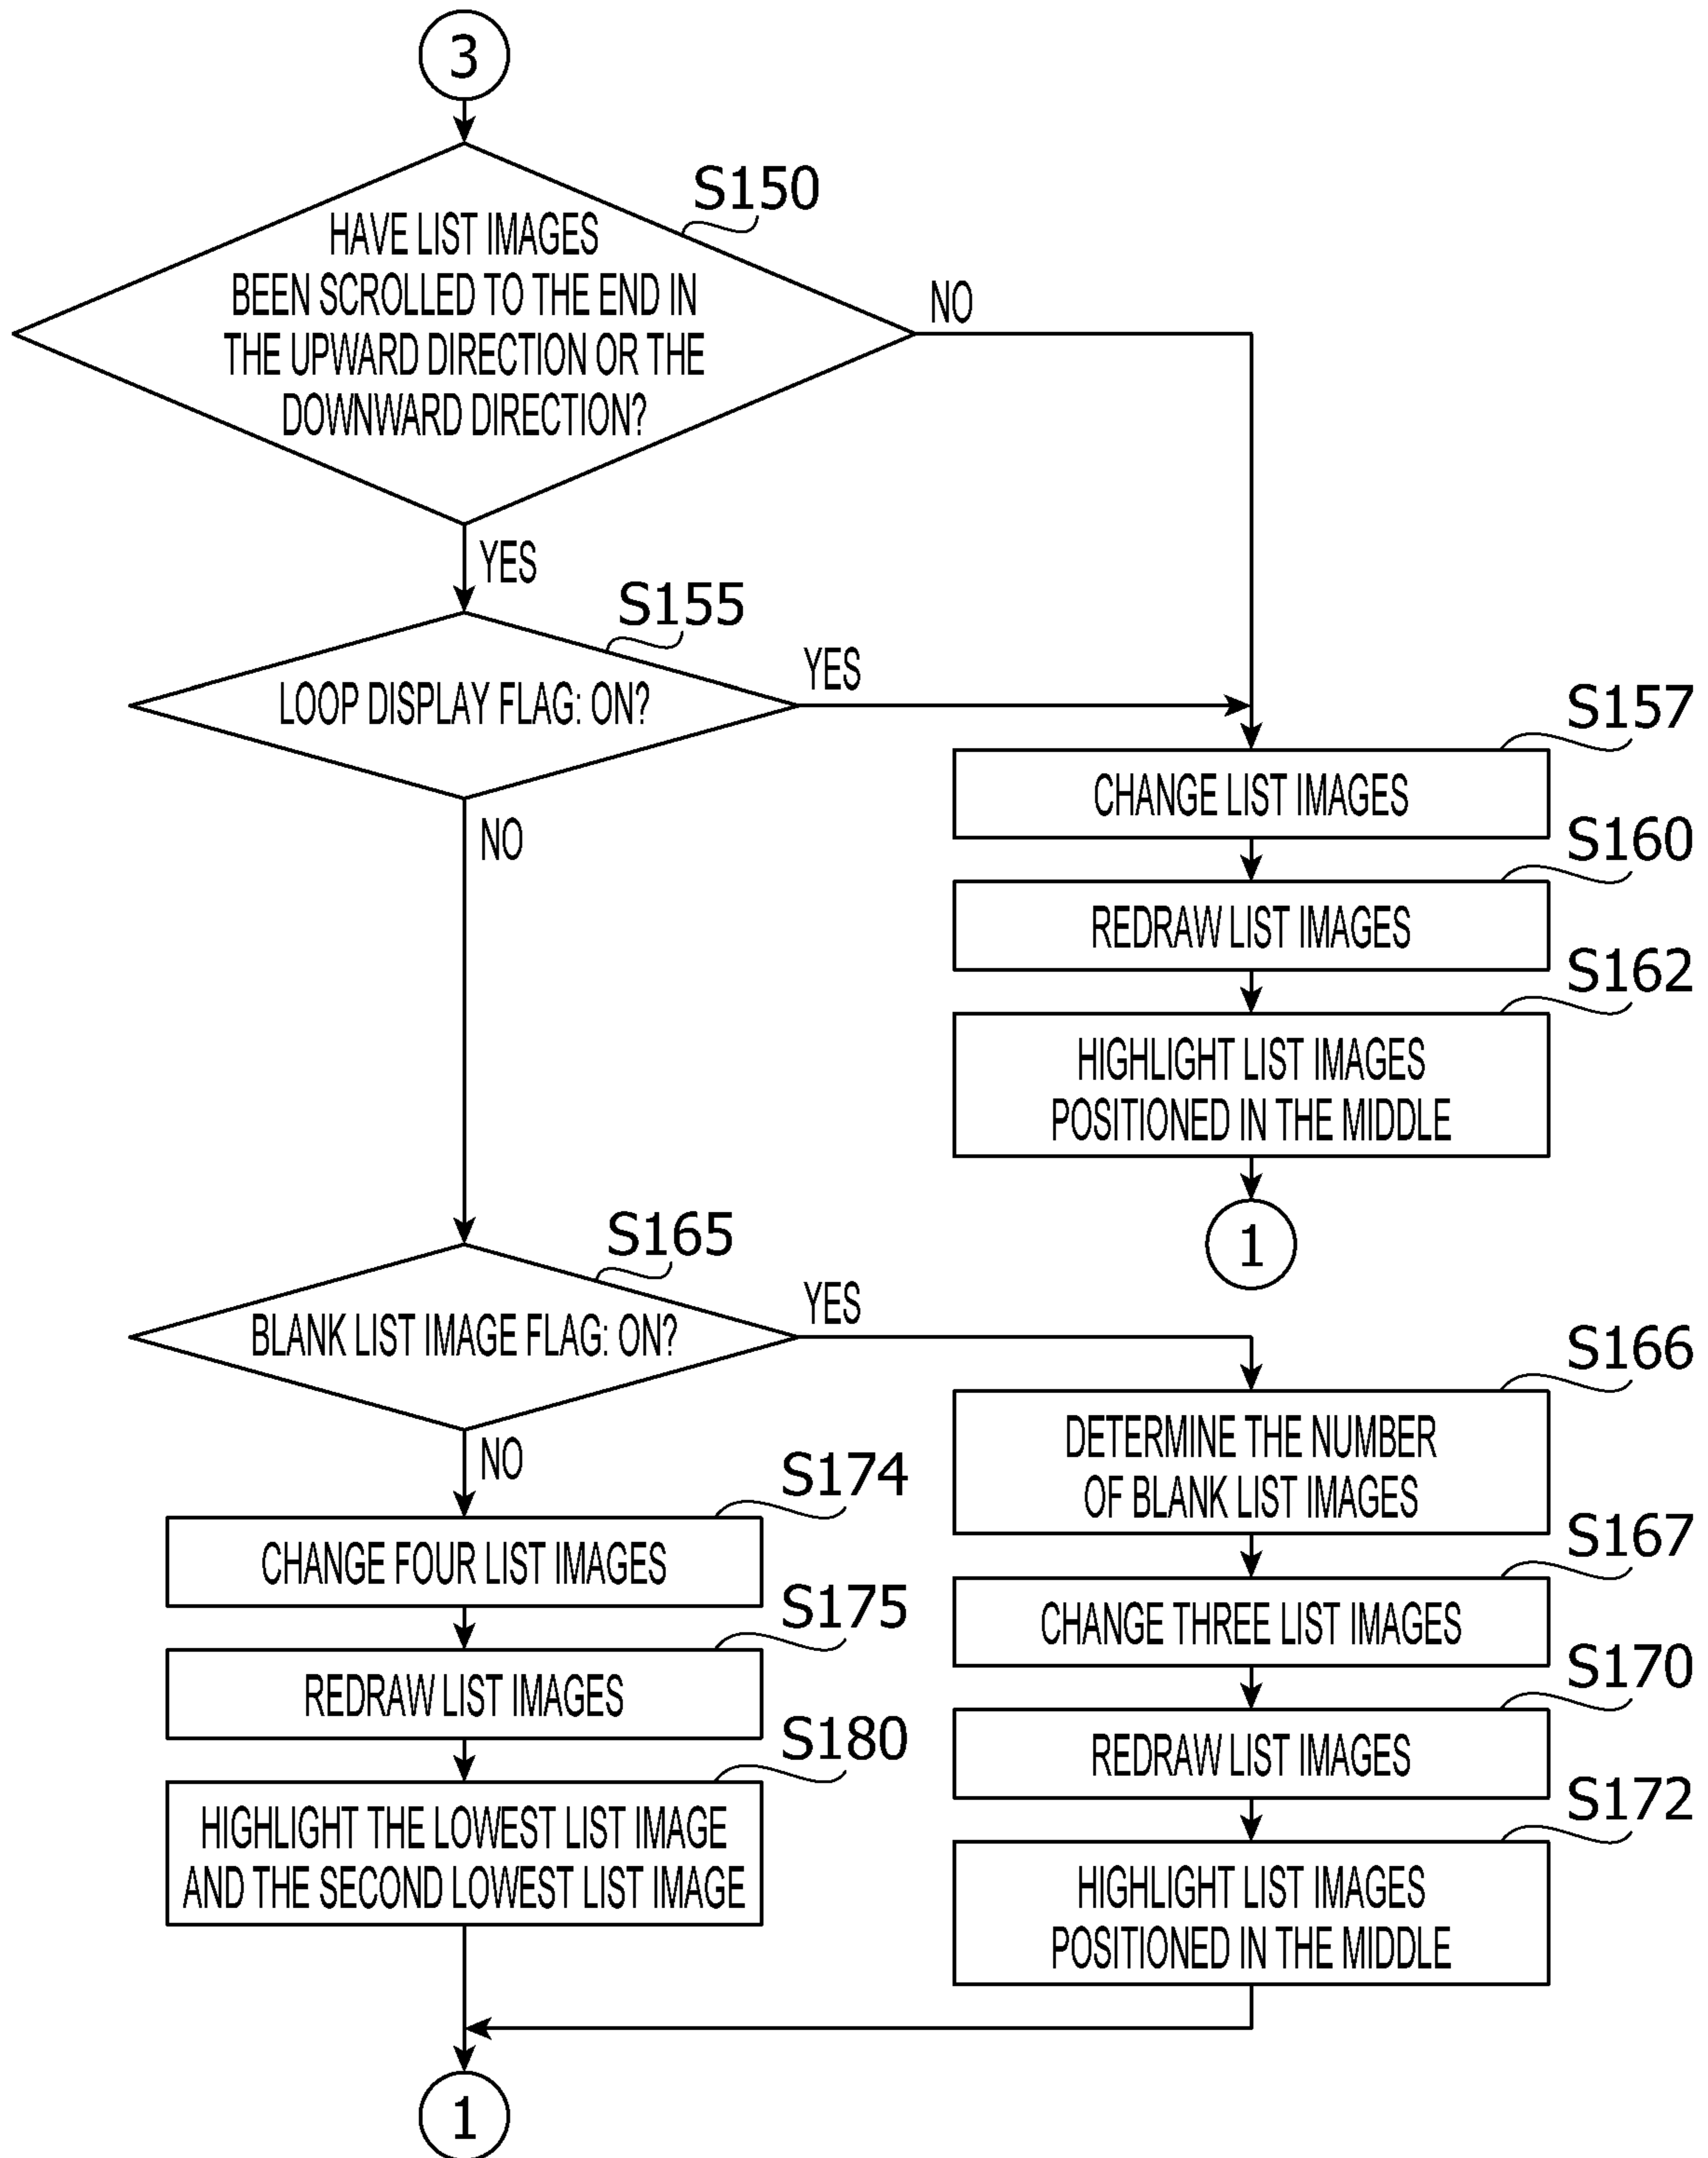 3
S150
HAVE LIST IMAGES
BEEN SCROLLED TO THE END IN
THE UPWARD DIRECTION OR THE
DOWNWARD DIRECTION?
NO
YES
S155
LOOP DISPLAY FLAG: ON?
YES
NO
S157
CHANGE LIST IMAGES
S160
REDRAW LIST IMAGES
S162
HIGHLIGHT LIST IMAGES
POSITIONED IN THE MIDDLE
1
S165
BLANK LIST IMAGE FLAG: ON?
YES
NO
S166
DETERMINE THE NUMBER
OF BLANK LIST IMAGES
S167
CHANGE THREE LIST IMAGES
S170
REDRAW LIST IMAGES
S172
HIGHLIGHT LIST IMAGES
POSITIONED IN THE MIDDLE
S174
CHANGE FOUR LIST IMAGES
S175
REDRAW LIST IMAGES
S180
HIGHLIGHT THE LOWEST LIST IMAGE
AND THE SECOND LOWEST LIST IMAGE
1